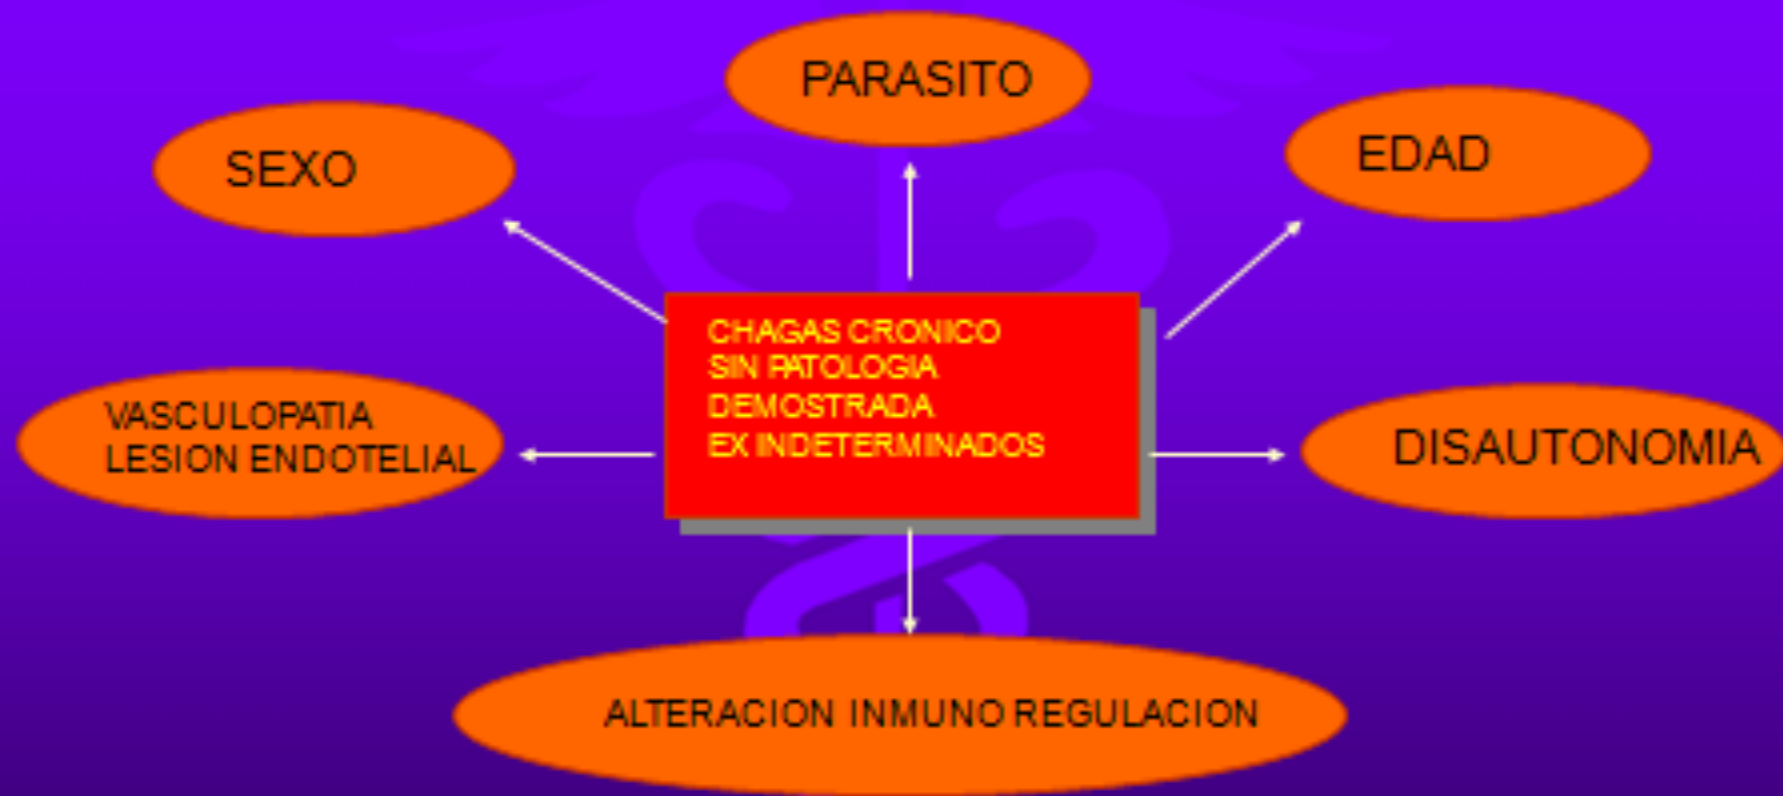 PARASITO
SEXO
EDAD
CHAGAS CRONICO
SIN PATOLOGIA
DEMOSTRADA
EX INDETERMINADOS
VASCULOPATIA
LESION ENDOTELIAL
DISAUTONOMIA
ALTERACION INMUNO REGULACION